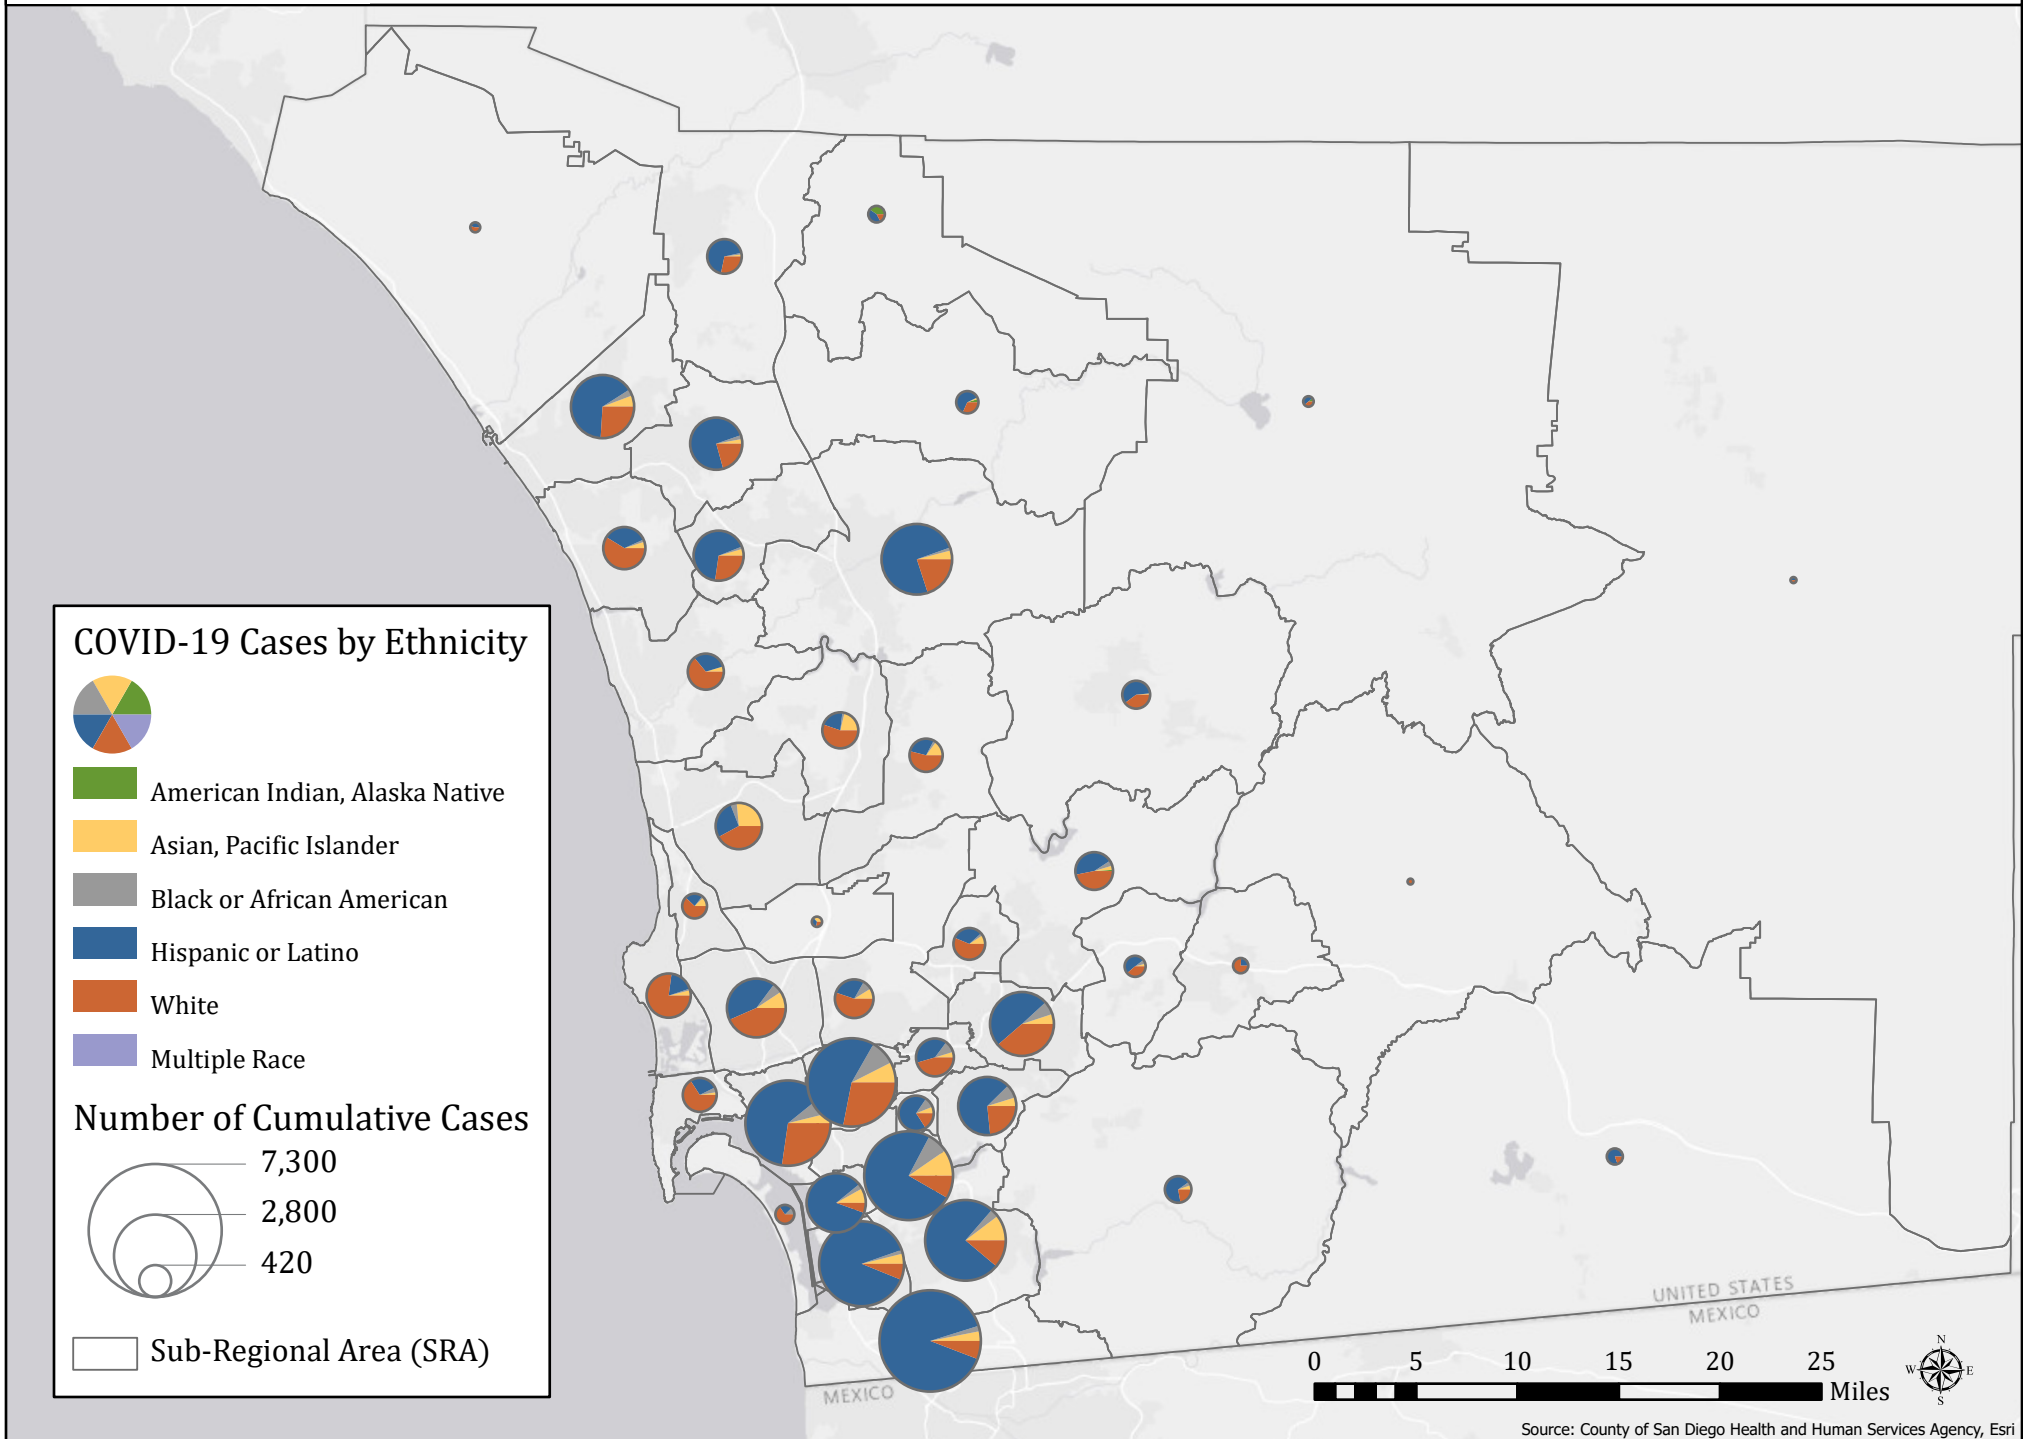 COVID-19 Cases by Ethnicity
American Indian, Alaska Native
Asian, Pacific Islander
Black or African American
Hispanic or Latino
White
Multiple Race
Number of Cumulative Cases
7,300
2,800
420
Sub-Regional Area (SRA)
UNITED STATES
MEXICO
MEXICO
0 5 10 15 20 25
Miles
N
W E
S
Source: County of San Diego Health and Human Services Agency, Esri